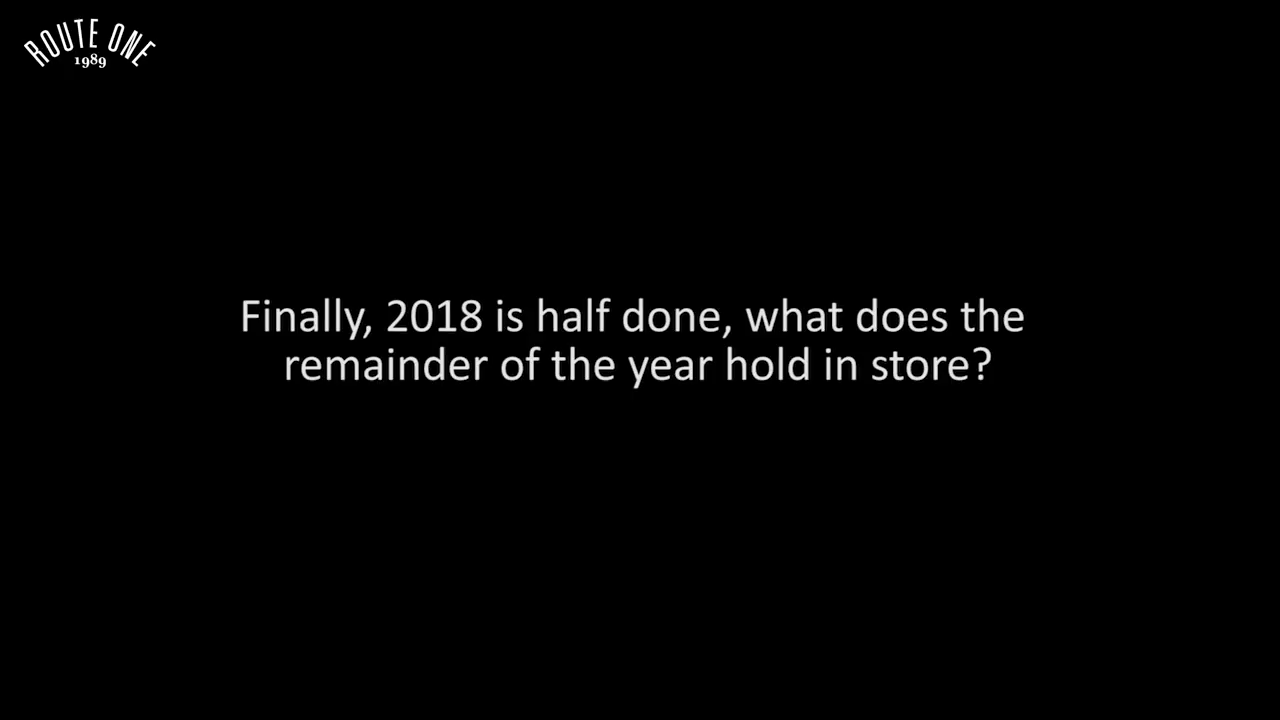 ROUTE ONE
1989
Finally, 2018 is half done, what does the
remainder of the year hold in store?